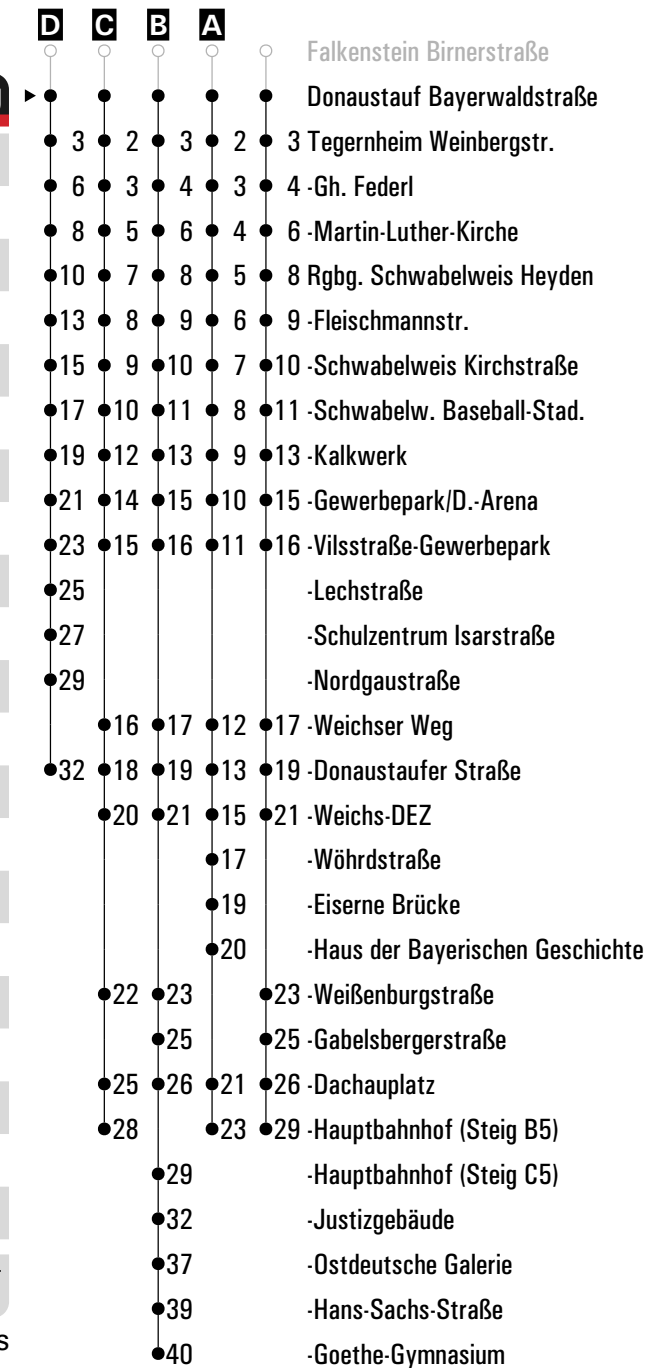 D C B A
Falkenstein Birnerstraße
Donaustauf Bayerwaldstraße
3 2 3 2 3 Tegernheim Weinbergstr.
6 3 4 3 4 -Gh. Federl
8 5 6 4 6 -Martin-Luther-Kirche
10 7 8 5 8 Rgbg. Schwabelweis Heyden
13 8 9 6 9 -Fleischmannstr.
15 9 10 7 10 -Schwabelweis Kirchstraße
17 10 11 8 11 -Schwabelw. Baseball-Stad.
19 12 13 9 13 -Kalkwerk
21 14 15 10 15 -Gewerbepark/D.-Arena
23 15 16 11 16 -Vilsstraße-Gewerbepark
25 -Lechstraße
27 -Schulzentrum Isarstraße
29 -Nordgaustraße
16 17 12 17 -Weichser Weg
32 18 19 13 19 -Donaustaufer Straße
20 21 15 21 -Weichs-DEZ
17 -Wöhrdstraße
19 -Eiserne Brücke
20 -Haus der Bayerischen Geschichte
22 23 23 -Weißenburgstraße
25 25 -Gabelsbergerstraße
25 26 21 26 -Dachauplatz
28 23 29 -Hauptbahnhof (Steig B5)
29 -Hauptbahnhof (Steig C5)
32 -Justizgebäude
37 -Ostdeutsche Galerie
39 -Hans-Sachs-Straße
s
40 -Goethe-Gymnasium